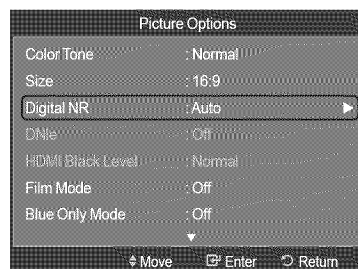 Picture Options
Color Tone : Normal
Size : 16:9
Digital NR : Auto
DNIe : Off
HDMI Black Level : Normal
Film Mode : Off
Blue Only Mode : Off
Move Enter Return